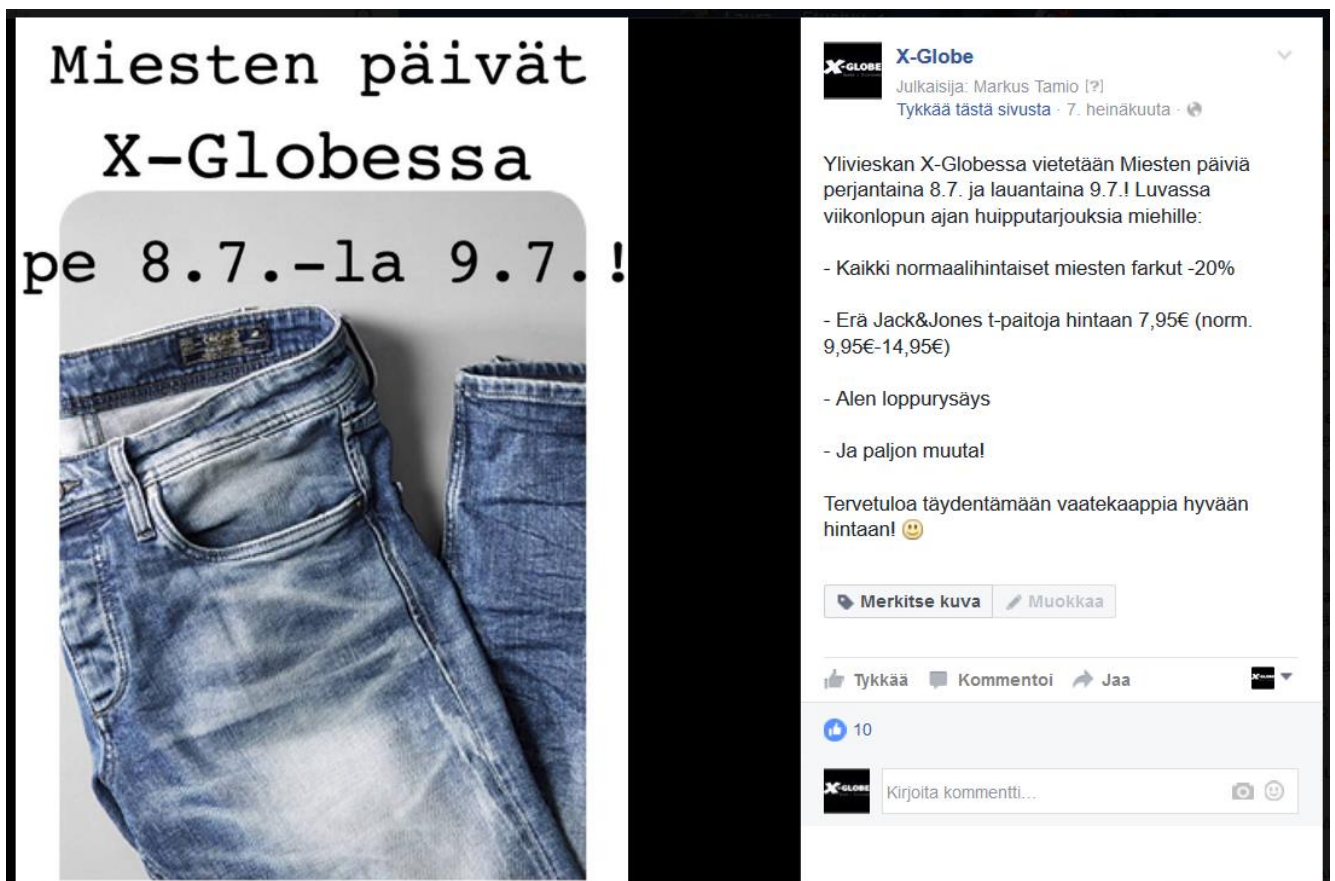 Miesten päivät
X-Globessa
pe 8.7.-la 9.7.!
X-GLOBE
X-Globe
Julkaisija: Markus Tamio [?]
Tykkää tästä sivusta · 7. heinäkuuta ·
Ylivieskan X-Globessa vietetään Miesten päiviä
perjantaina 8.7. ja lauantaina 9.7.! Luvassa
viikonlopun ajan huipputarjouksia miehille:
- Kaikki normaalihintaiset miesten farkut -20%
- Erä Jack&Jones t-paitoja hintaan 7,95€ (norm.
9,95€-14,95€)
- Alen loppurysäys
- Ja paljon muuta!
Tervetuloa täydentämään vaatekaappia hyvään
hintaan!
Merkitse kuva Muokkaa
Tykkää Kommentoi Jaa
10
X-GLOBE
Kirjoita kommentti...